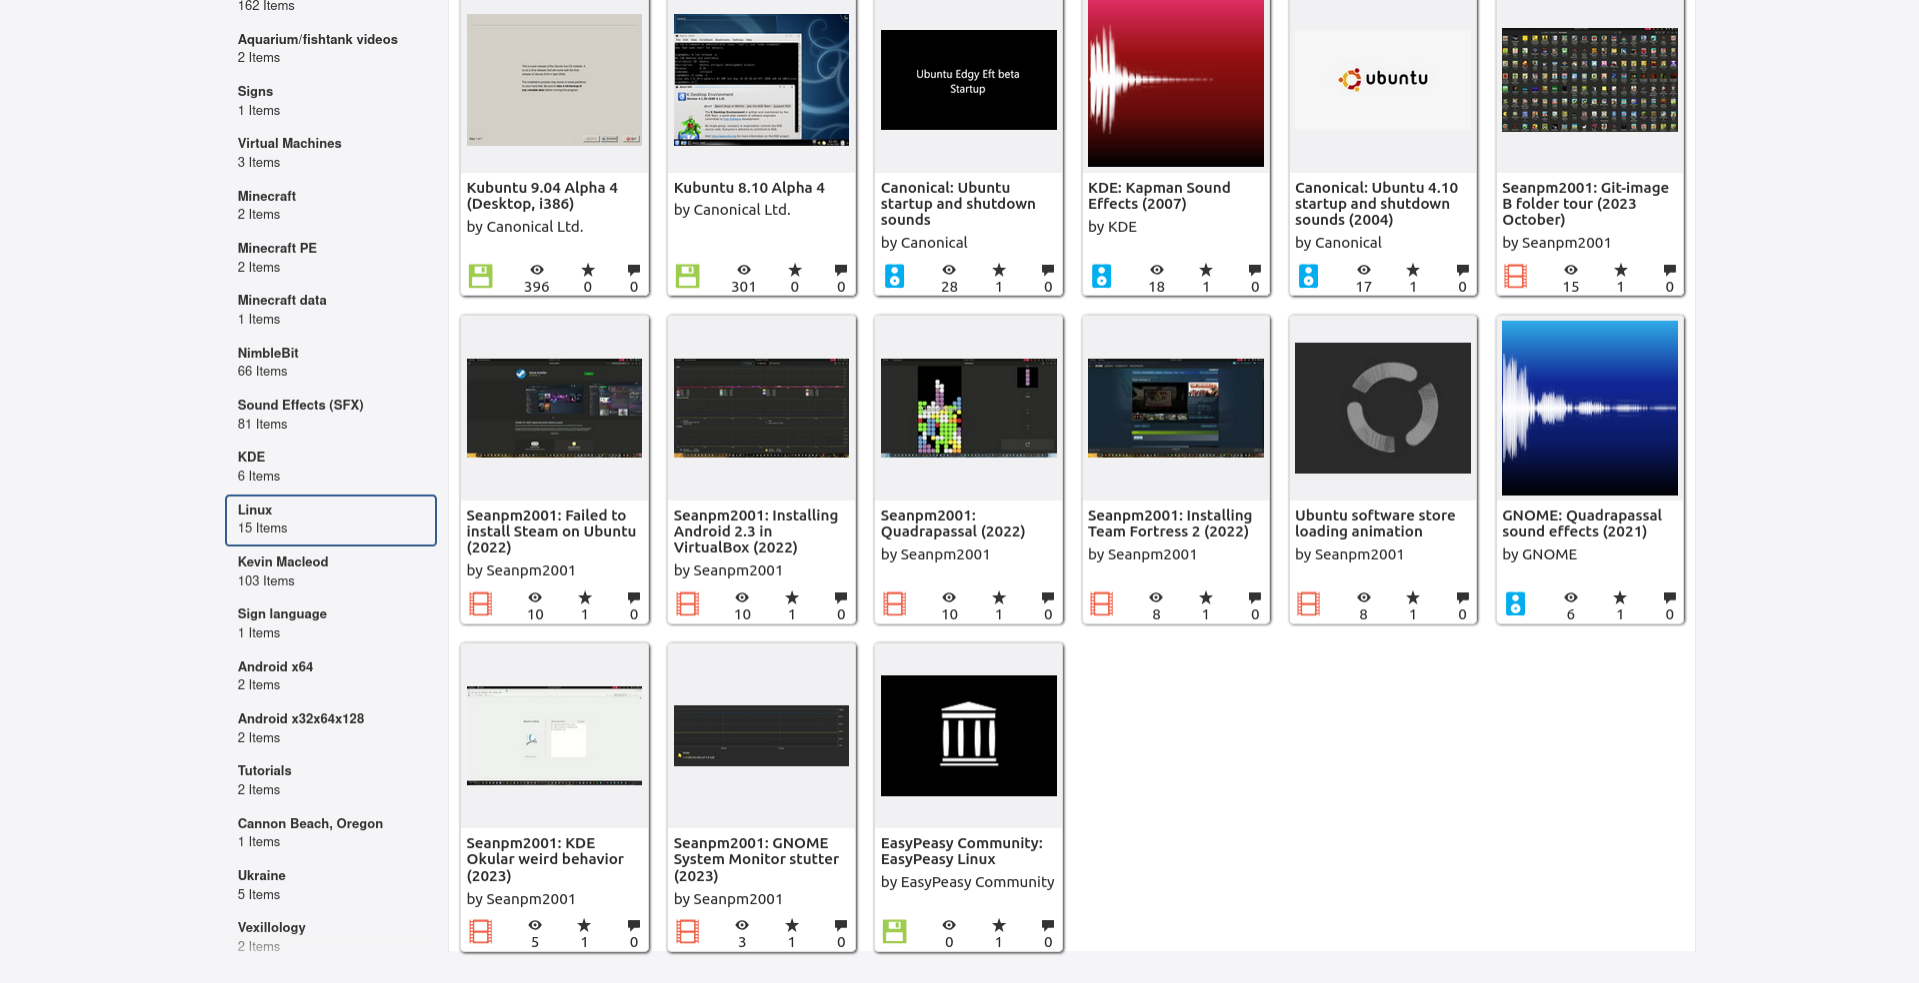 162 Items
Aquarium/fishtank videos
2 Items
Signs
1 Items
Virtual Machines
3 Items
Minecraft
2 Items
Minecraft PE
2 Items
Minecraft data
1 Items
NimbleBit
66 Items
Sound Effects (SFX)
81 Items
KDE
6 Items
Linux
15 Items
Kevin Macleod
103 Items
Sign language
1 Items
Android x64
2 Items
Android x32x64x128
2 Items
Tutorials
2 Items
Cannon Beach, Oregon
1 Items
Ukraine
5 Items
Vexillology
2 Items
Kubuntu 9.04 Alpha 4
(Desktop, i386)
by Canonical Ltd.
396
0
0
K Desktop Environment
Kubuntu 8.10 Alpha 4
by Canonical Ltd.
301
0
0
Ubuntu Edgy Eft beta
Startup
Canonical: Ubuntu
startup and shutdown
sounds
by Canonical
28
1
0
KDE: Kapman Sound
Effects (2007)
by KDE
18
1
0
ubuntu
Canonical: Ubuntu 4.10
startup and shutdown
sounds (2004)
by Canonical
17
1
0
Seanpm2001: Git-image
B folder tour (2023
October)
by Seanpm2001
15
1
0
Seanpm2001: Failed to
install Steam on Ubuntu
(2022)
by Seanpm2001
10
1
0
Seanpm2001: Installing
Android 2.3 in
VirtualBox (2022)
by Seanpm2001
10
1
0
Seanpm2001:
Quadrapassal (2022)
by Seanpm2001
10
1
0
Seanpm2001: Installing
Team Fortress 2 (2022)
by Seanpm2001
8
1
0
Ubuntu software store
loading animation
by Seanpm2001
8
1
0
GNOME: Quadrapassal
sound effects (2021)
by GNOME
6
1
0
Seanpm2001: KDE
Okular weird behavior
(2023)
by Seanpm2001
5
1
0
Seanpm2001: GNOME
System Monitor stutter
(2023)
by Seanpm2001
3
1
0
EasyPeasy Community:
EasyPeasy Linux
by EasyPeasy Community
0
1
0